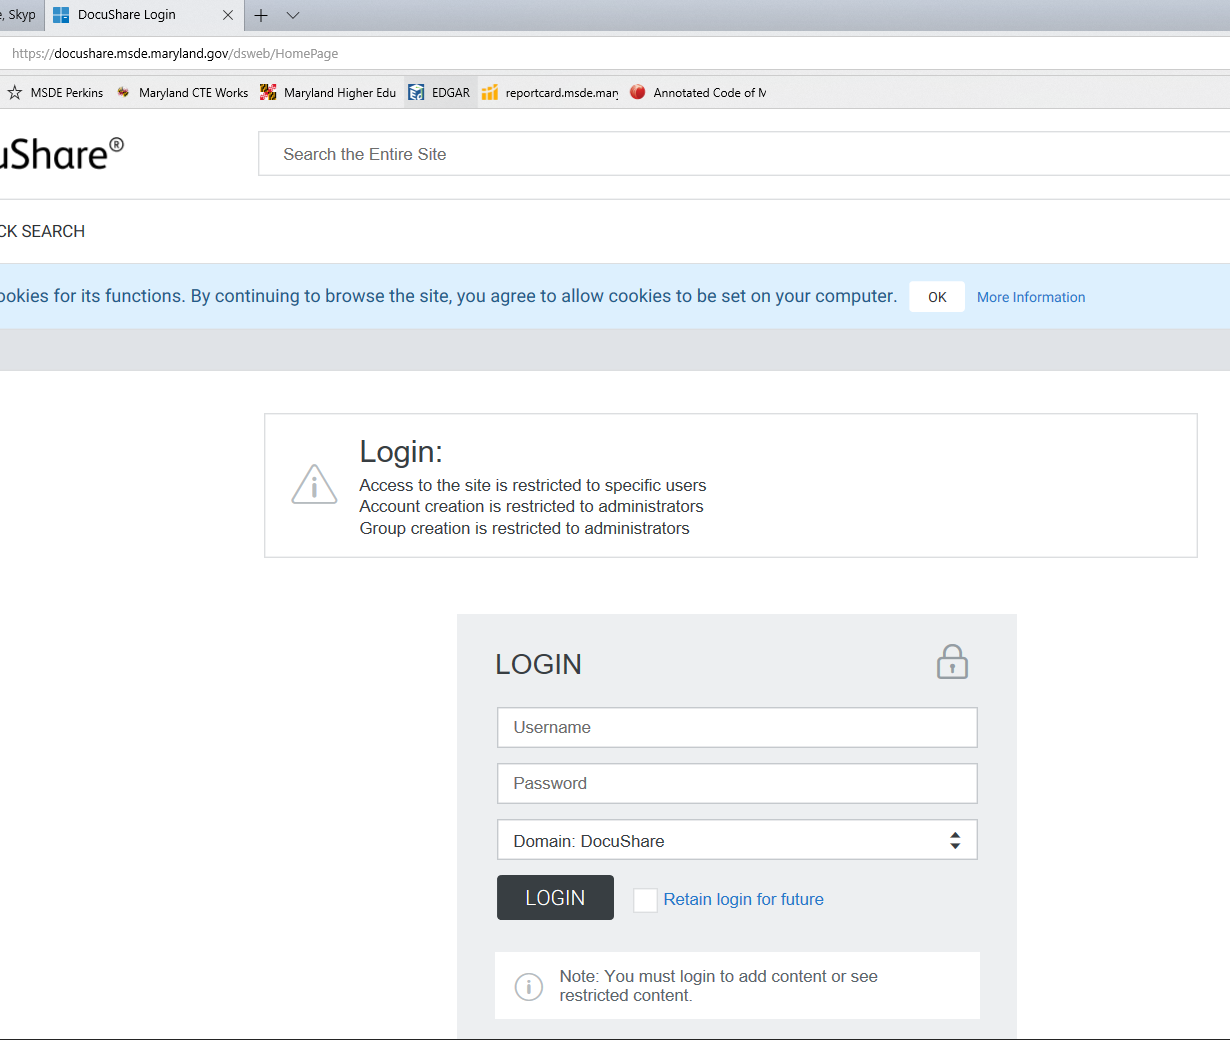 e, Skyp DocuShare Login
https://docushare.msde.maryland.gov/dsweb/HomePage
MSDE Perkins Maryland CTE Works Maryland Higher Edu EDGAR reportcard.msde.mary Annotated Code of M
uShare® Search the Entire Site
CK SEARCH
ookies for its functions. By continuing to browse the site, you agree to allow cookies to be set on your computer. OK More Information
Login:
Access to the site is restricted to specific users
Account creation is restricted to administrators
Group creation is restricted to administrators
LOGIN
Username
Password
Domain: DocuShare
LOGIN Retain login for future
Note: You must login to add content or see
restricted content.